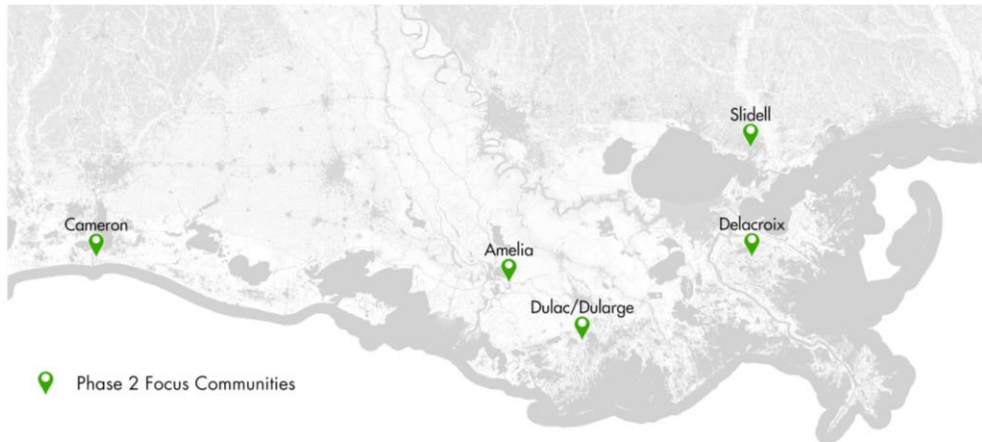 Slidell
Cameron
Delacroix
Amelia
Dulac/Dularge
Phase 2 Focus Communities